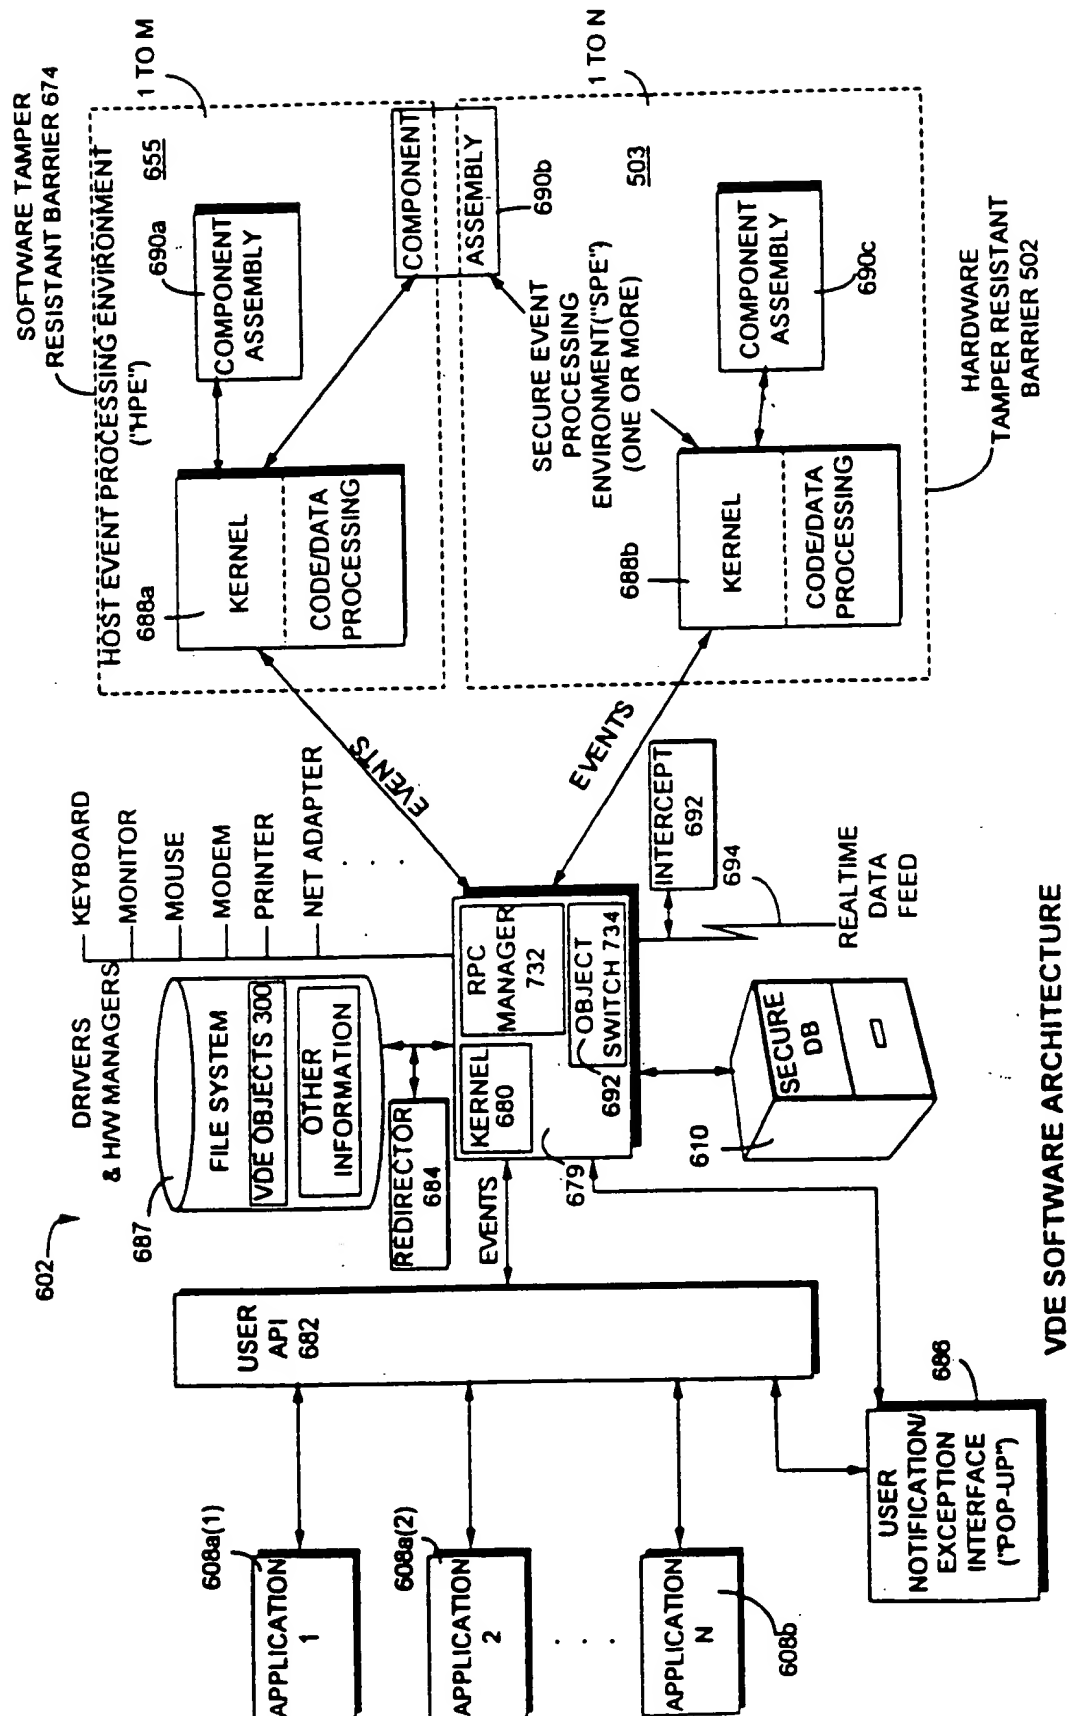 602
DRIVERS
& H/W MANAGERS
KEYBOARD
MONITOR
MOUSE
MODEM
PRINTER
NET ADAPTER
. . .
SOFTWARE TAMPER
RESISTANT BARRIER 674
HOST EVENT PROCESSING ENVIRONMENT
("HPE")
655
1 TO M
688a
KERNEL
CODE/DATA
PROCESSING
690a
COMPONENT
ASSEMBLY
COMPONENT
ASSEMBLY
690b
687
FILE SYSTEM
VDE OBJECTS 300
OTHER
INFORMATION
REDIRECTOR
684
EVENTS
EVENTS
EVENTS
USER
API
682
608a(1)
APPLICATION
1
608a(2)
APPLICATION
2
. . . .
APPLICATION
N
608b
KERNEL
680
RPC
MANAGER
732
OBJECT
SWITCH 734
692
679
INTERCEPT
692
694
REALTIME
DATA
FEED
SECURE
DB
610
SECURE EVENT
PROCESSING
ENVIRONMENT("SPE")
(ONE OR MORE)
503
1 TO N
688b
KERNEL
CODE/DATA
PROCESSING
COMPONENT
ASSEMBLY
690c
HARDWARE
TAMPER RESISTANT
BARRIER 502
USER
NOTIFICATION/
EXCEPTION
INTERFACE
("POP-UP")
686
VDE SOFTWARE ARCHITECTURE